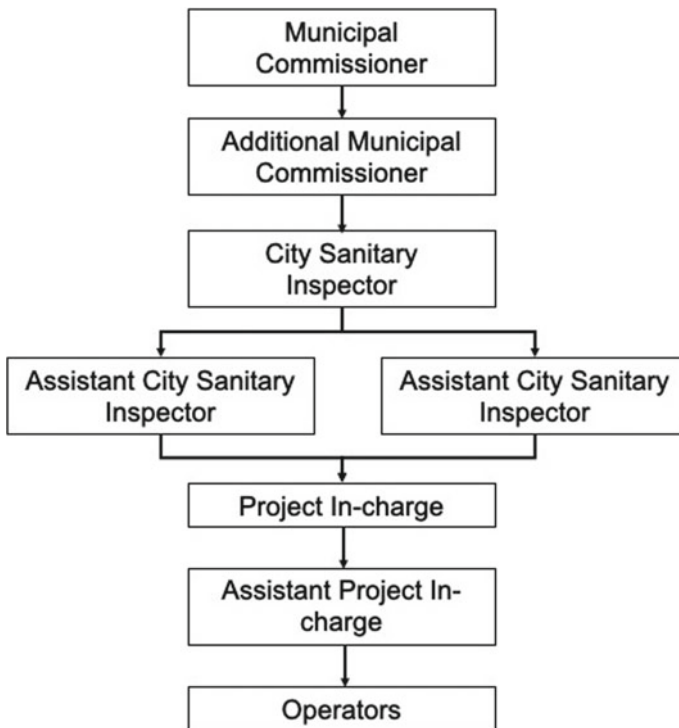 Municipal
Commissioner
Additional Municipal
Commissioner
City Sanitary
Inspector
Assistant City Sanitary
Inspector
Assistant City Sanitary
Inspector
Project In-charge
Assistant Project In-
charge
Operators